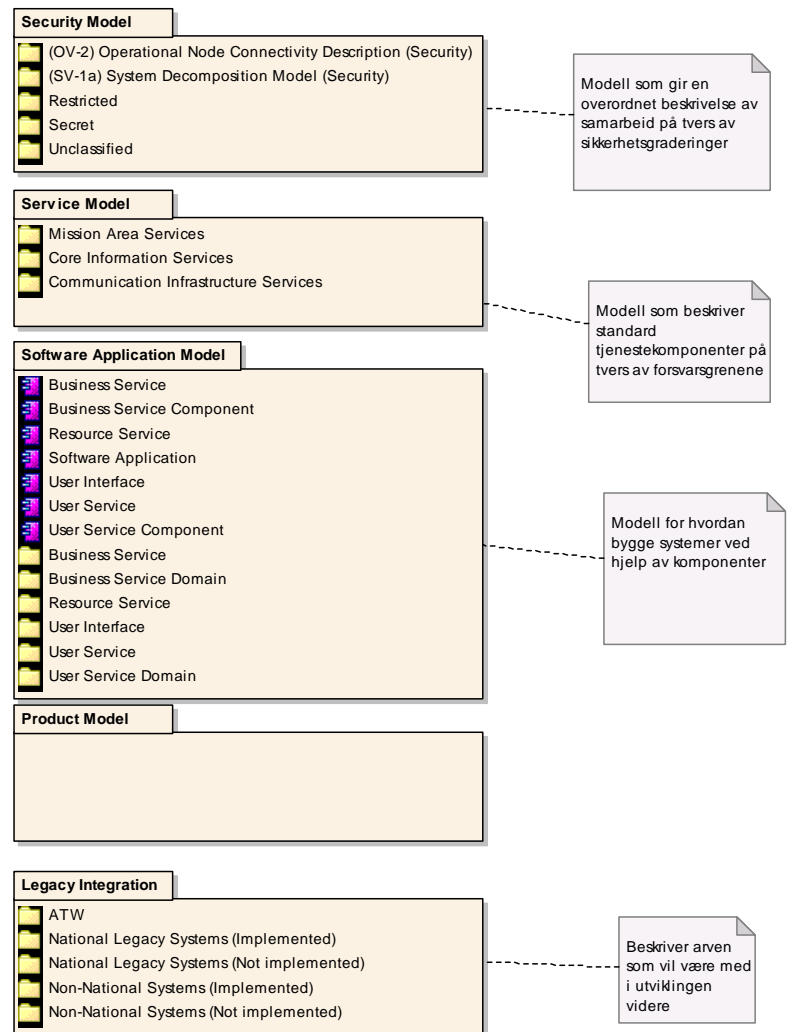 Security Model
(OV-2) Operational Node Connectivity Description (Security)
(SV-1a) System Decomposition Model (Security)
Restricted
Secret
Unclassified
Modell som gir en
overordnet beskrivelse av
samarbeid på tvers av
sikkerhetsgraderinger
Service Model
Mission Area Services
Core Information Services
Communication Infrastructure Services
Modell som beskriver
standard
tjenestekomponenter på
tvers av forsvarsgrenene
Software Application Model
Business Service
Business Service Component
Resource Service
Software Application
User Interface
User Service
User Service Component
Business Service
Business Service Domain
Resource Service
User Interface
User Service
User Service Domain
Modell for hvordan
bygge systemer ved
hjelp av komponenter
Product Model
Legacy Integration
ATW
National Legacy Systems (Implemented)
National Legacy Systems (Not implemented)
Non-National Systems (Implemented)
Non-National Systems (Not implemented)
Beskriver arven
som vil være med
i utviklingen
videre